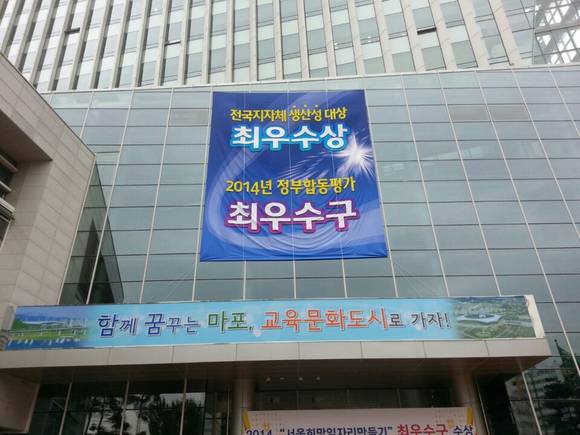 전국지자체 생산성 대상
최우수상
2014년 정부합동평가
최우수구
함께 꿈꾸는 마포, 교육문화도시로 가자!
2014 "서울희망일자리만들기" 최우수구 수상